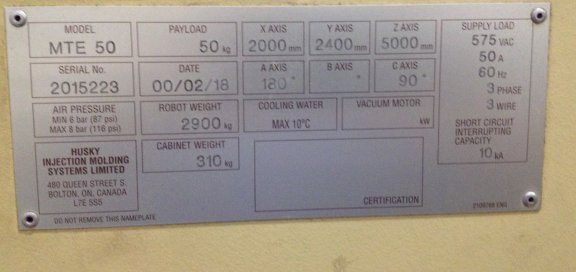 MODEL
MTE 50
PAYLOAD
50 kg
X AXIS
2000 mm
Y AXIS
2400 mm
Z AXIS
5000 mm
SUPPLY LOAD
575 VAC
50 A
60 Hz
3 PHASE
3 WIRE
SHORT CIRCUIT
INTERRUPTING
CAPACITY
10 kA
SERIAL No.
2015223
DATE
00/02/18
A AXIS
180 °
B AXIS
°
C AXIS
90 °
AIR PRESSURE
MIN 6 bar (87 psi)
MAX 8 bar (116 psi)
ROBOT WEIGHT
2900 kg
COOLING WATER
MAX 10°C
VACUUM MOTOR
kW
HUSKY
INJECTION MOLDING
SYSTEMS LIMITED
480 QUEEN STREET S.
BOLTON, ON, CANADA
L7E 5S5
CABINET WEIGHT
310 kg
CERTIFICATION
DO NOT REMOVE THIS NAMEPLATE
ENG